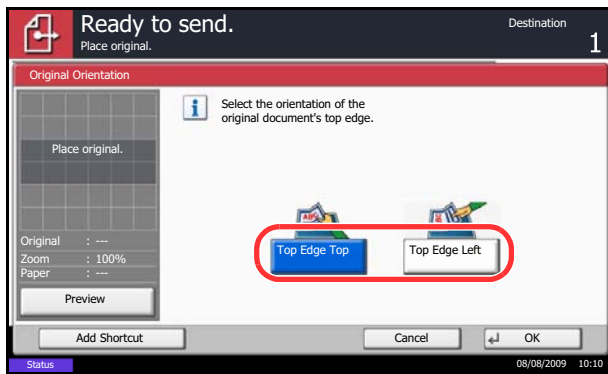 Ready to send.
Destination
Place original.
1
Original Orientation
Select the orientation of the
original document's top edge.
Place original.
Original : ---
Zoom : 100%
Paper : ---
Preview
Top Edge Top
Top Edge Left
Add Shortcut
Cancel
OK
Status
08/08/2009 10:10